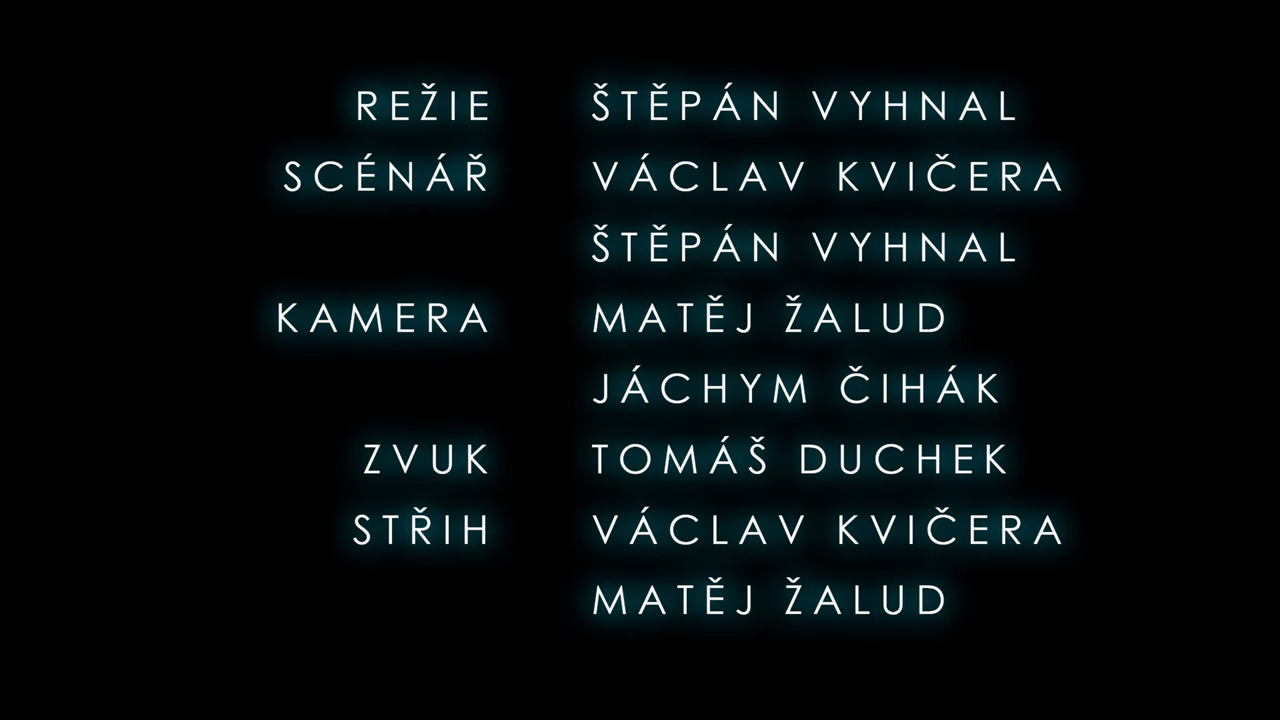 REŽIE ŠTĚPÁN VYHNAL
SCÉNÁŘ VÁCLAV KVIČERA
ŠTĚPÁN VYHNAL
KAMERA MATĚJ ŽALUD
JÁCHYM ČIHÁK
ZVUK TOMÁŠ DUCHEK
STŘIH VÁCLAV KVIČERA
MATĚJ ŽALUD